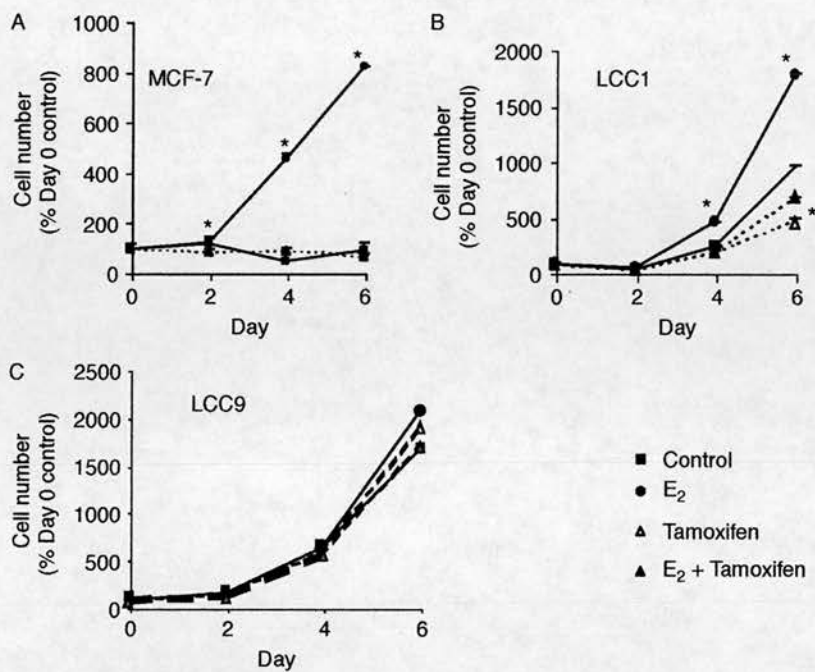 A
MCF-7
Cell number
(% Day 0 control)
1000
800
600
400
200
0
*
*
*
0 2 4 6
Day
B
LCC1
Cell number
(% Day 0 control)
2000
1500
1000
500
0
*
*
*
0 2 4 6
Day
C
LCC9
Cell number
(% Day 0 control)
2500
2000
1500
1000
500
0
0 2 4 6
Day
Control
E₂
Tamoxifen
E₂ + Tamoxifen